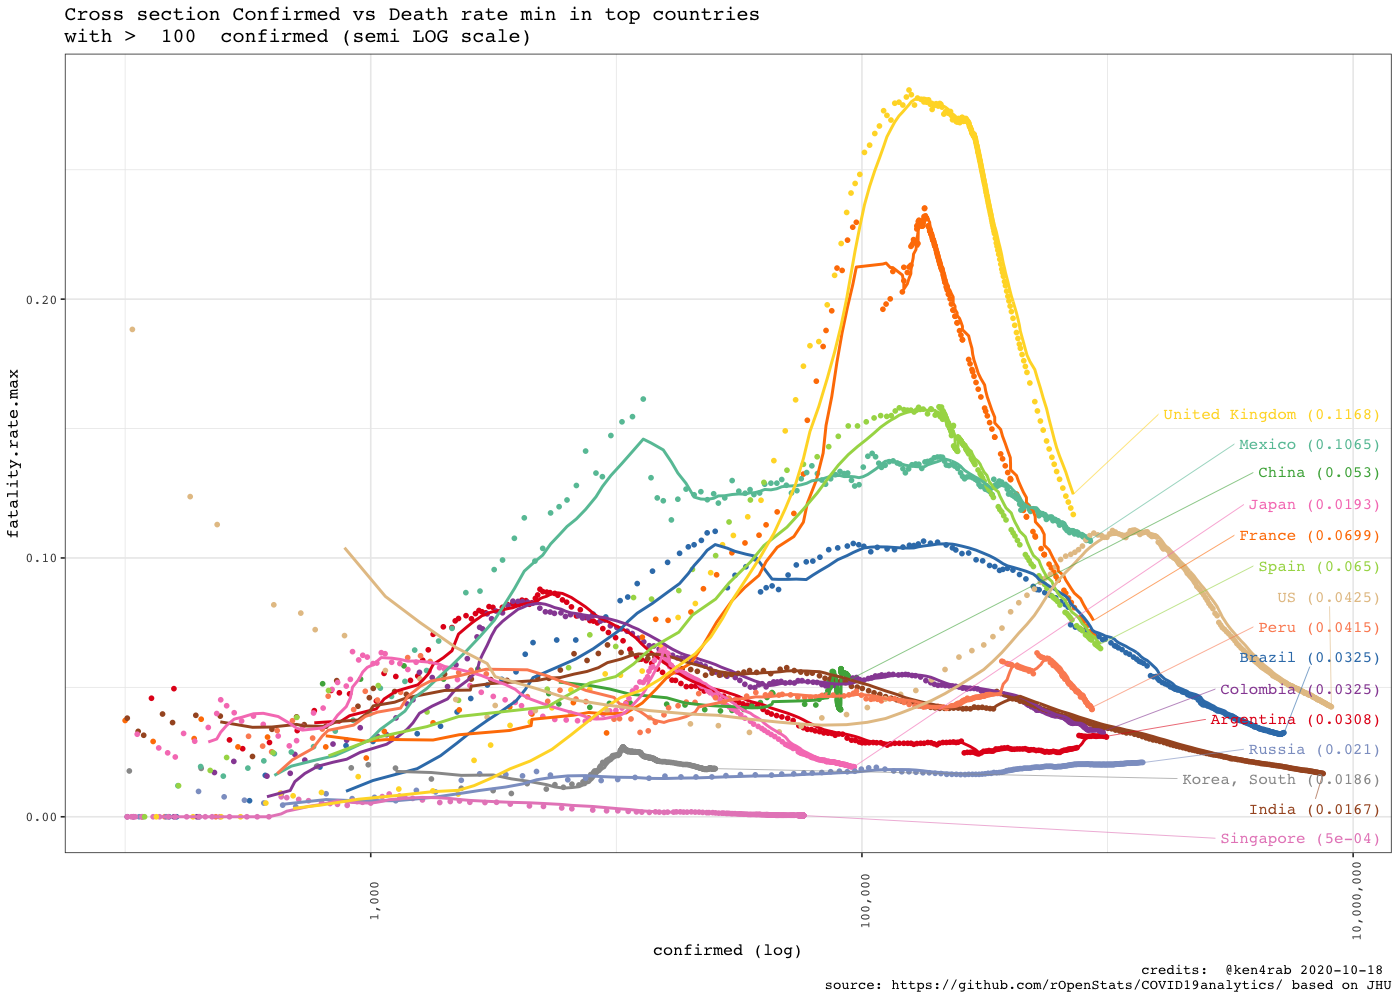 Cross section Confirmed vs Death rate min in top countries
with >  100  confirmed (semi LOG scale)
fatality.rate.max
0.20
0.10
0.00
United Kingdom (0.1168)
Mexico (0.1065)
China (0.053)
Japan (0.0193)
France (0.0699)
Spain (0.065)
US (0.0425)
Peru (0.0415)
Brazil (0.0325)
Colombia (0.0325)
Argentina (0.0308)
Russia (0.021)
Korea, South (0.0186)
India (0.0167)
Singapore (5e-04)
1,000
100,000
10,000,000
confirmed (log)
credits:  @ken4rab 2020-10-18
source: https://github.com/rOpenStats/COVID19analytics/ based on JHU